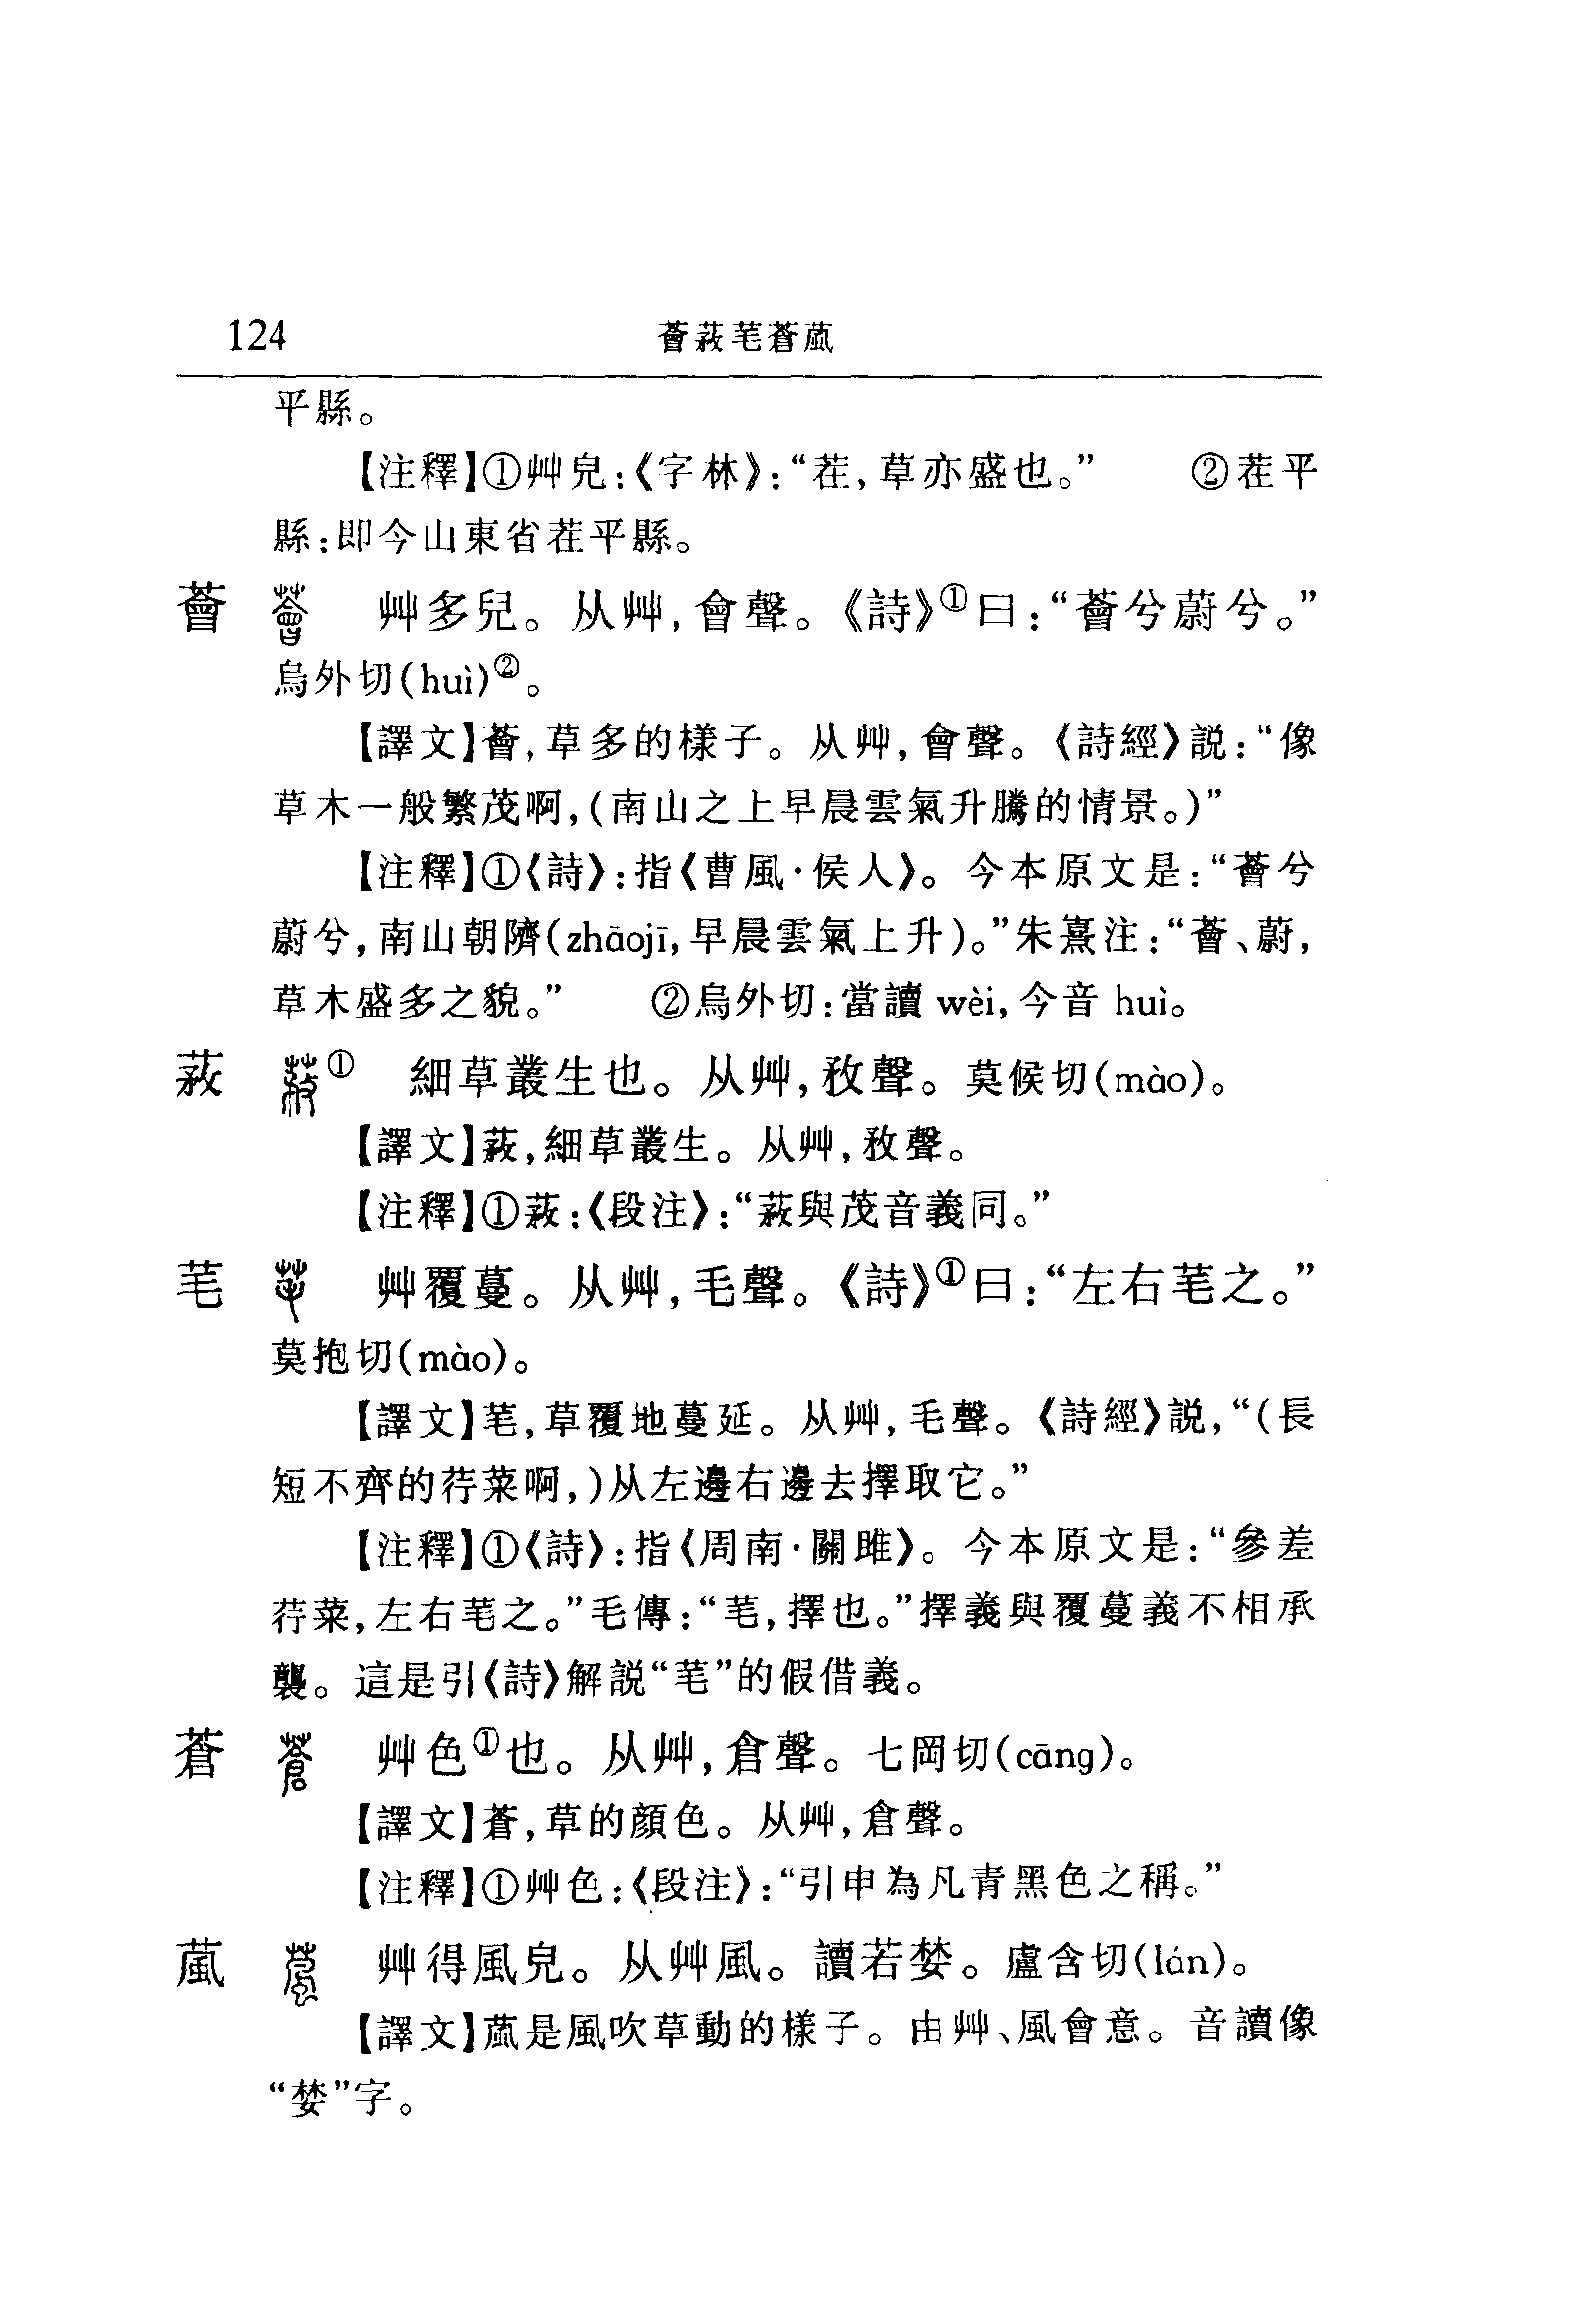 124 薈䓮芼蒼葻
平縣。
【注釋】①艸皃:《字林》:“茬,草亦盛也。” ②茬平
縣:即今山東省茬平縣。
薈 艸多皃。从艸,會聲。《詩》①曰:“薈兮蔚兮。”
烏外切(huì)②。
【譯文】薈,草多的樣子。从艸,會聲。《詩經》説:“像
草木一般繁茂啊,(南山之上早晨雲氣升騰的情景。)”
【注釋】①《詩》:指《曹風·侯人》。今本原文是:“薈兮
蔚兮,南山朝隮(zhāojī,早晨雲氣上升)。”朱熹注:“薈、蔚,
草木盛多之貌。” ②烏外切:當讀 wèi,今音 huì。
䓮 ① 細草叢生也。从艸,敄聲。莫候切(mào)。
【譯文】䓮,細草叢生。从艸,敄聲。
【注釋】①䓮:《段注》:“䓮與茂音義同。”
芼 艸覆蔓。从艸,毛聲。《詩》①曰:“左右芼之。”
莫抱切(mào)。
【譯文】芼,草覆地蔓延。从艸,毛聲。《詩經》説,“(長
短不齊的荇菜啊,)从左邊右邊去擇取它。”
【注釋】①《詩》:指《周南·關雎》。今本原文是:“參差
荇菜,左右芼之。”毛傳:“芼,擇也。”擇義與覆蔓義不相承
襲。這是引《詩》解説“芼”的假借義。
蒼 艸色①也。从艸,倉聲。七岡切(cāng)。
【譯文】蒼,草的顔色。从艸,倉聲。
【注釋】①艸色:《段注》:“引申為凡青黑色之稱。”
葻 艸得風皃。从艸風。讀若婪。盧含切(lán)。
【譯文】葻是風吹草動的樣子。由艸、風會意。音讀像
“婪”字。